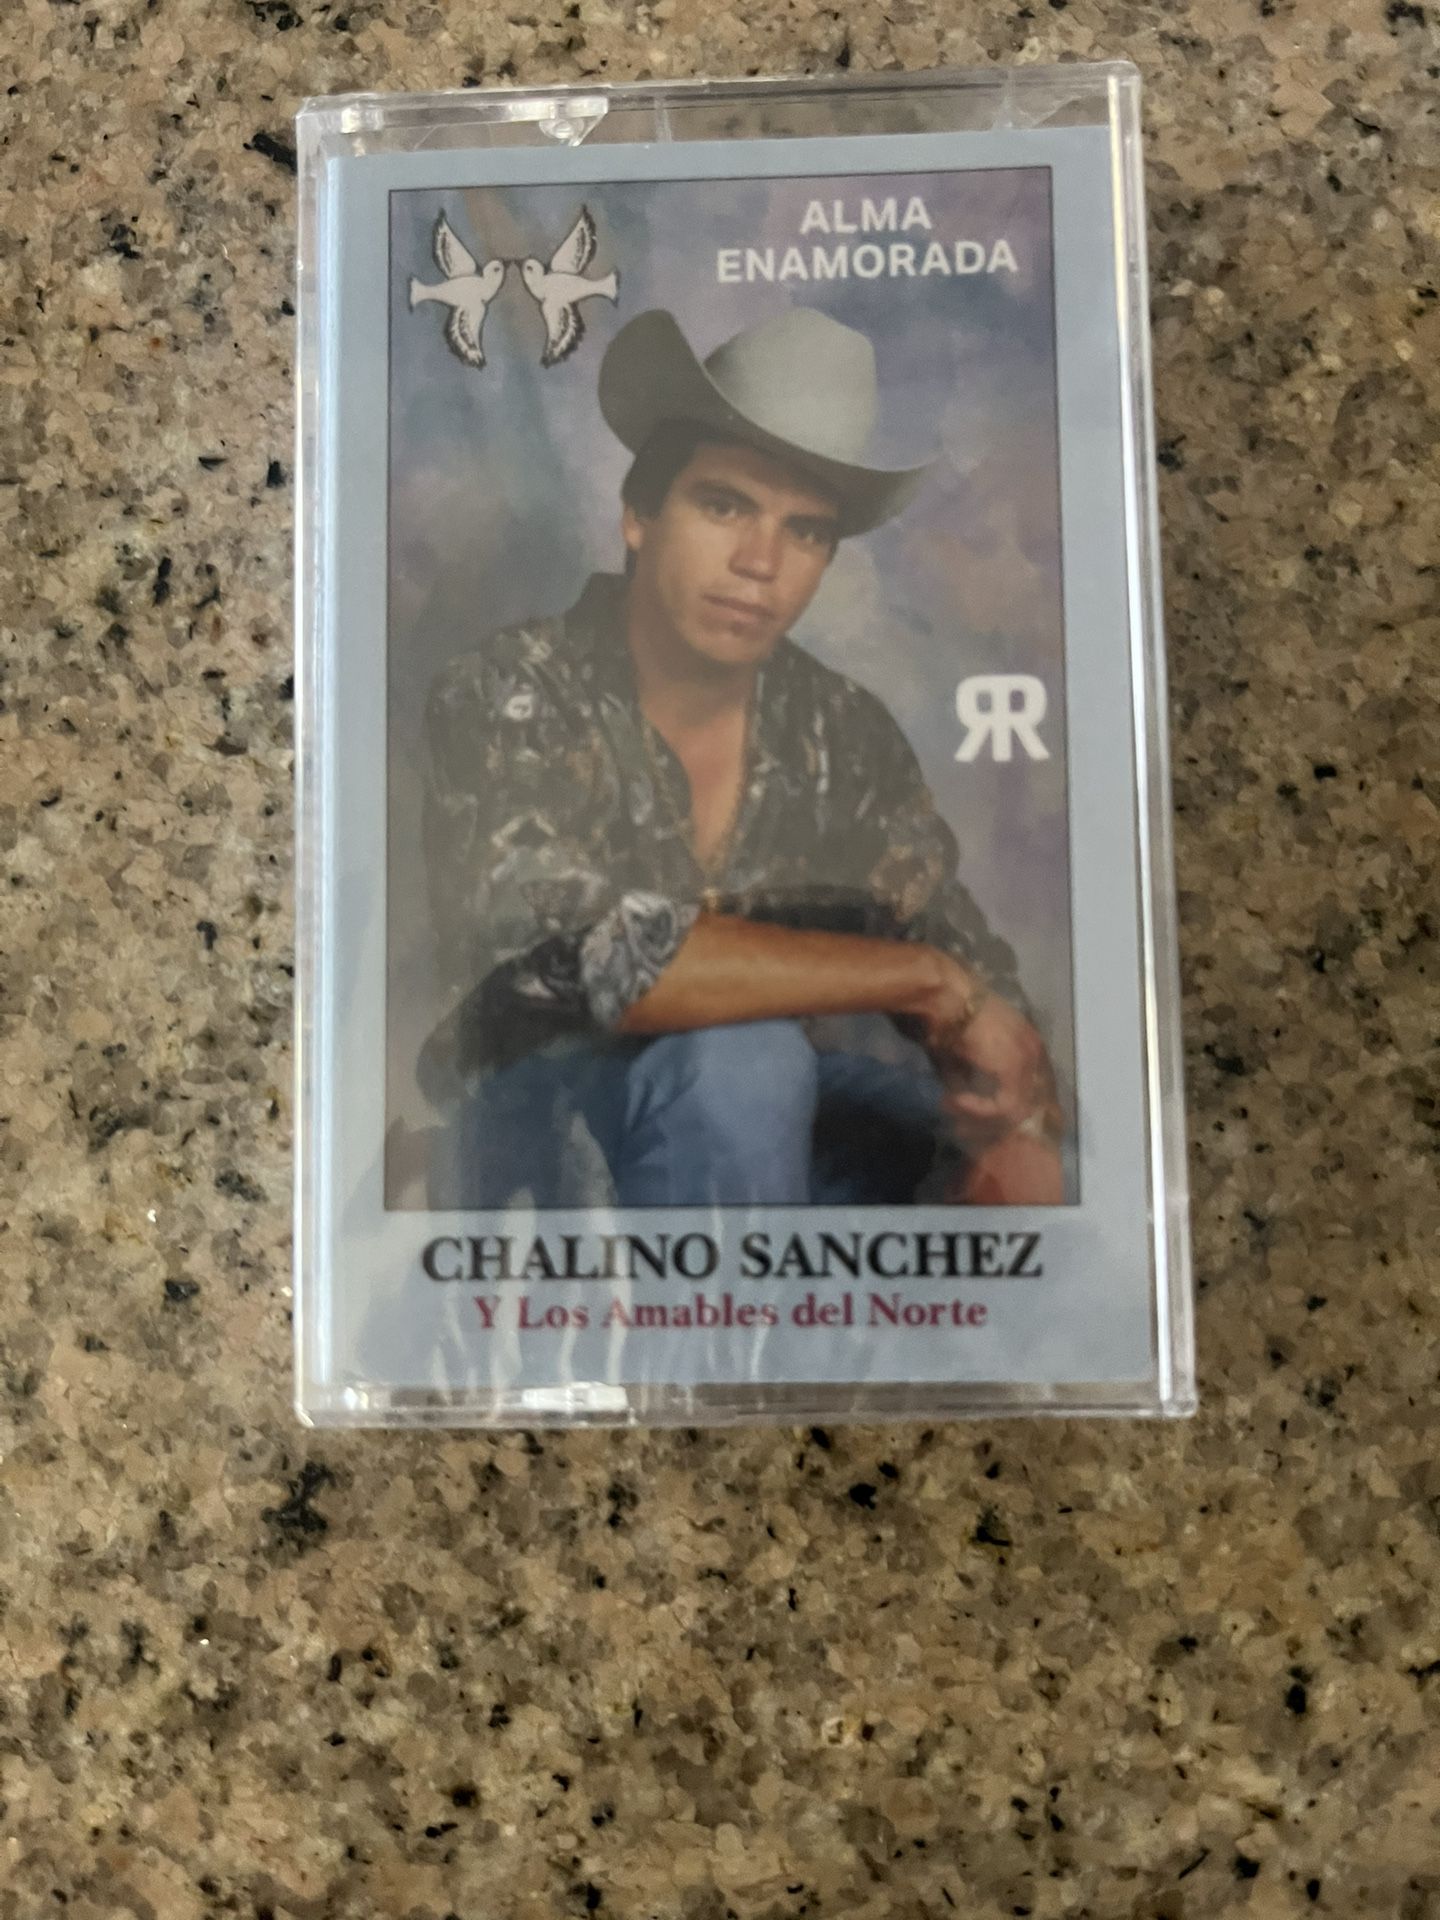 ALMA
ENAMORADA
RR
CHALINO SANCHEZ
Y Los Amables del Norte